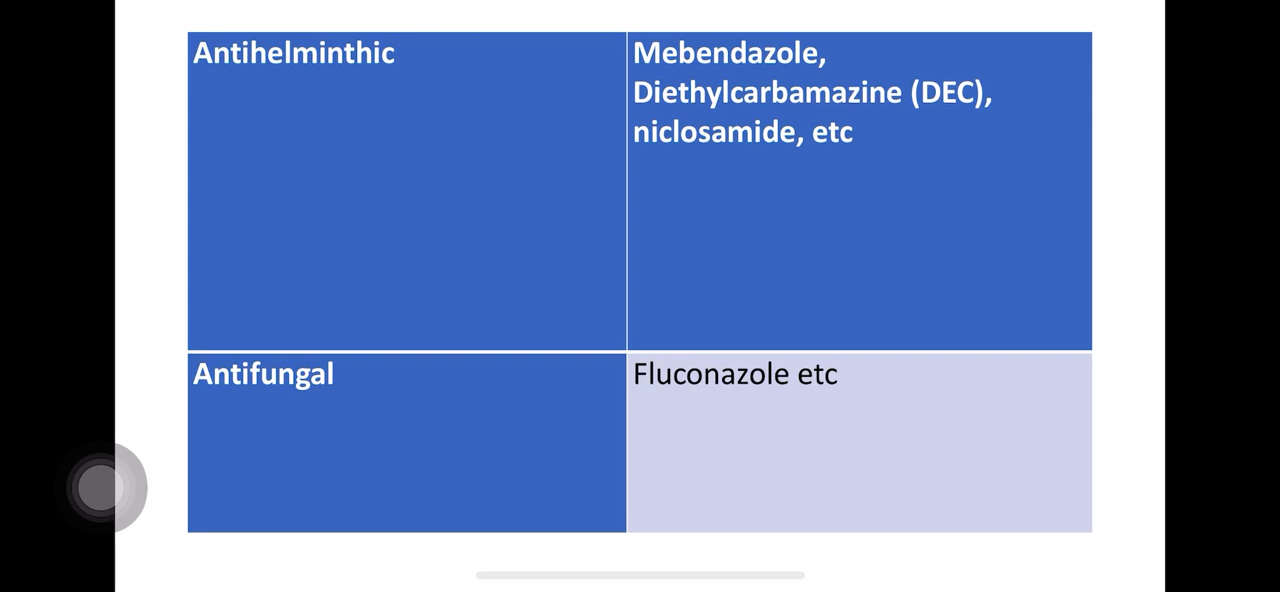 Antihelminthic
Mebendazole,
Diethylcarbamazine (DEC),
niclosamide, etc
Antifungal
Fluconazole etc